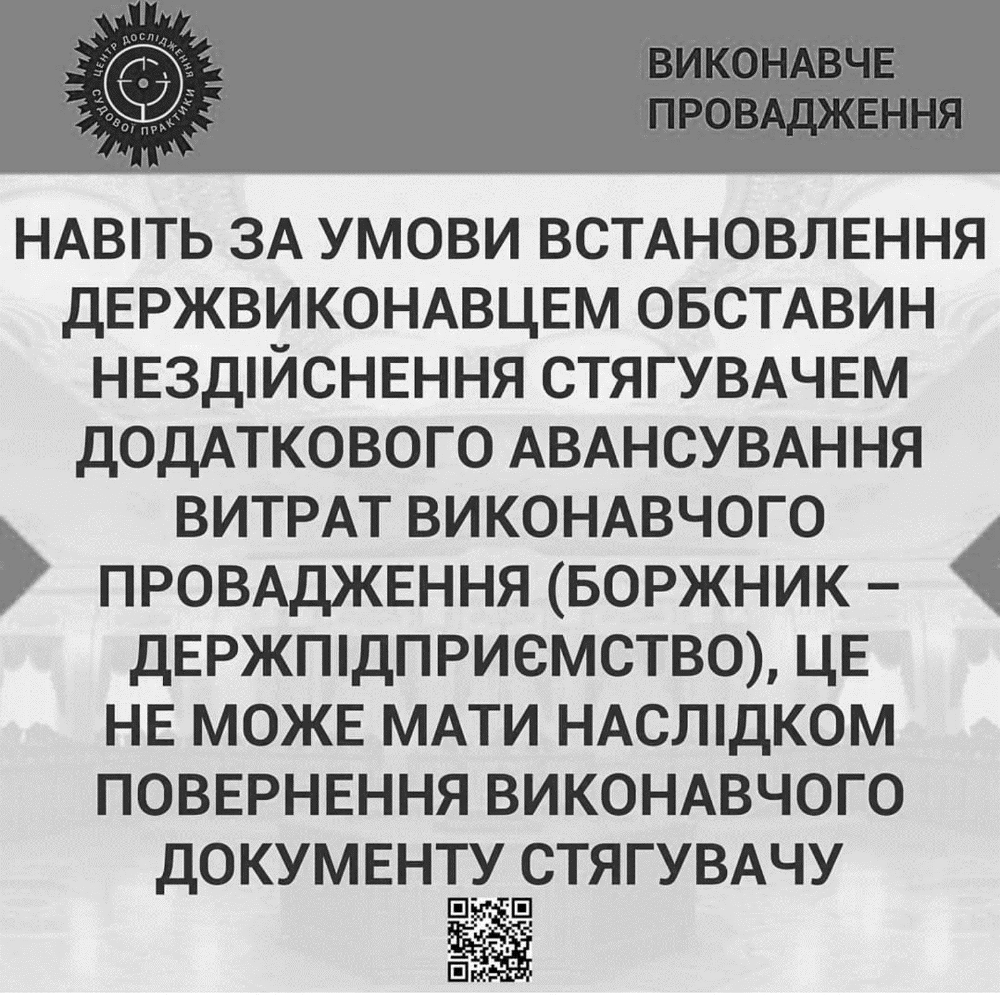 ЦЕНТР ДОСЛІДЖЕННЯ
СУДОВОЇ ПРАКТИКИ
ВИКОНАВЧЕ
ПРОВАДЖЕННЯ
НАВІТЬ ЗА УМОВИ ВСТАНОВЛЕННЯ
ДЕРЖВИКОНАВЦЕМ ОБСТАВИН
НЕЗДІЙСНЕННЯ СТЯГУВАЧЕМ
ДОДАТКОВОГО АВАНСУВАННЯ
ВИТРАТ ВИКОНАВЧОГО
ПРОВАДЖЕННЯ (БОРЖНИК –
ДЕРЖПІДПРИЄМСТВО), ЦЕ
НЕ МОЖЕ МАТИ НАСЛІДКОМ
ПОВЕРНЕННЯ ВИКОНАВЧОГО
ДОКУМЕНТУ СТЯГУВАЧУ